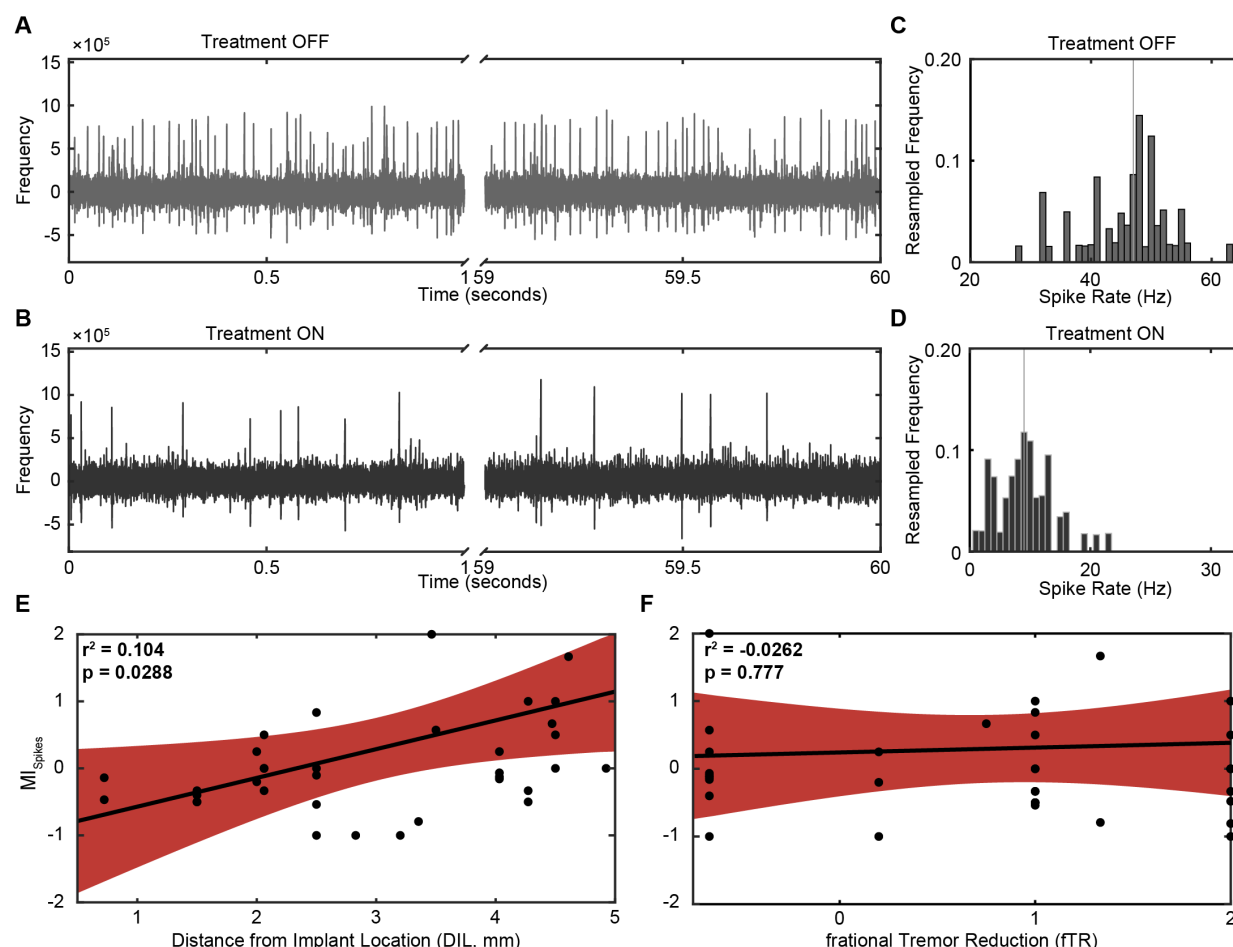 A
Treatment OFF
×10⁵
15
10
5
0
-5
Frequency
0
0.5
1
59
59.5
60
Time (seconds)
B
Treatment ON
×10⁵
15
10
5
0
-5
Frequency
0
0.5
1
59
59.5
60
Time (seconds)
C
Treatment OFF
0.20
0.1
0
Resampled Frequency
20
40
60
Spike Rate (Hz)
D
Treatment ON
0.20
0.1
0
Resampled Frequency
0
20
30
Spike Rate (Hz)
E
r² = 0.104
p = 0.0288
2
1
0
-1
-2
MI Spikes
1
2
3
4
5
Distance from Implant Location (DIL, mm)
F
r² = -0.0262
p = 0.777
2
1
0
-1
-2
0
1
2
frational Tremor Reduction (fTR)